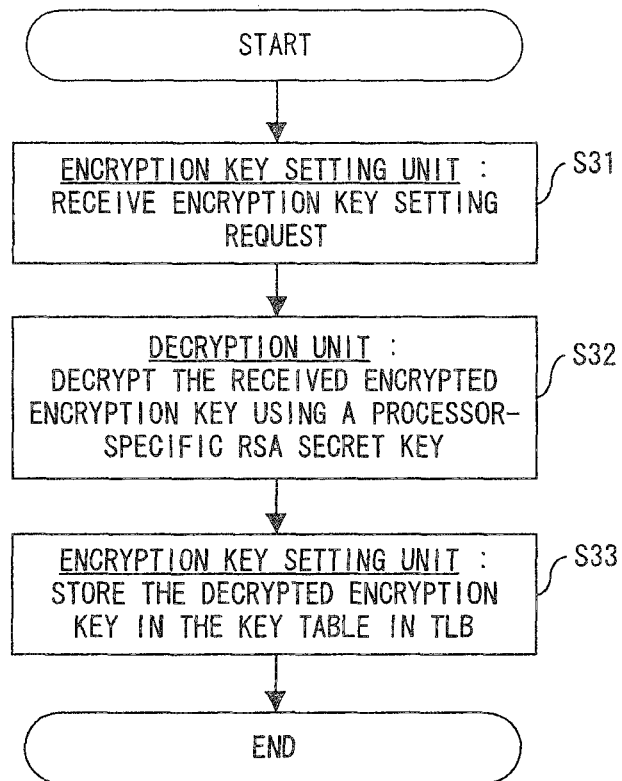 START
ENCRYPTION KEY SETTING UNIT :
RECEIVE ENCRYPTION KEY SETTING
REQUEST
S31
DECRYPTION UNIT :
DECRYPT THE RECEIVED ENCRYPTED
ENCRYPTION KEY USING A PROCESSOR-
SPECIFIC RSA SECRET KEY
S32
ENCRYPTION KEY SETTING UNIT :
STORE THE DECRYPTED ENCRYPTION
KEY IN THE KEY TABLE IN TLB
S33
END